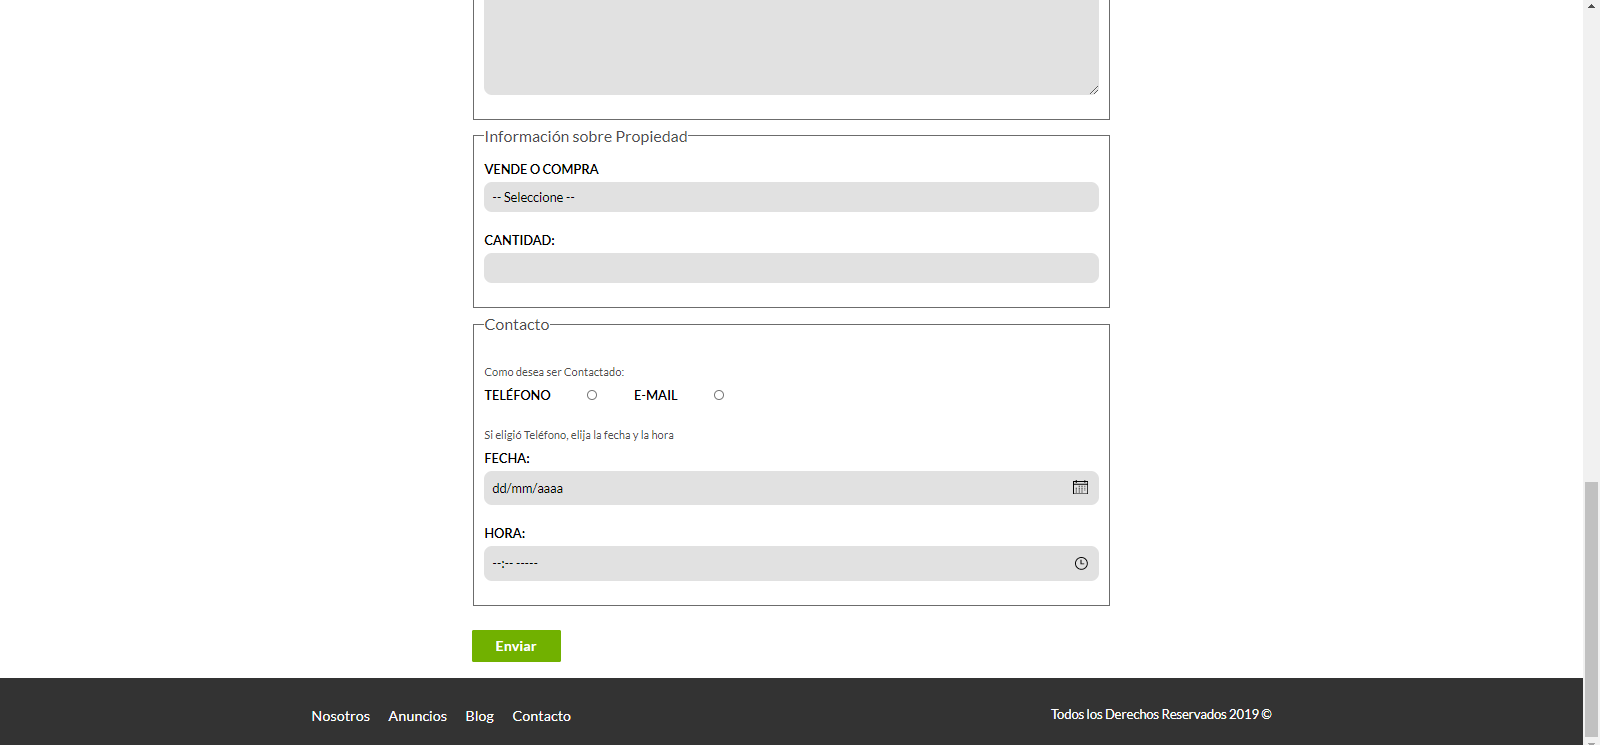 Información sobre Propiedad
VENDE O COMPRA
-- Seleccione --
CANTIDAD:
Contacto
Como desea ser Contactado:
TELÉFONO E-MAIL
Si eligió Teléfono, elija la fecha y la hora
FECHA:
dd/mm/aaaa
HORA:
--:-- -----
Enviar
Nosotros Anuncios Blog Contacto Todos los Derechos Reservados 2019 ©